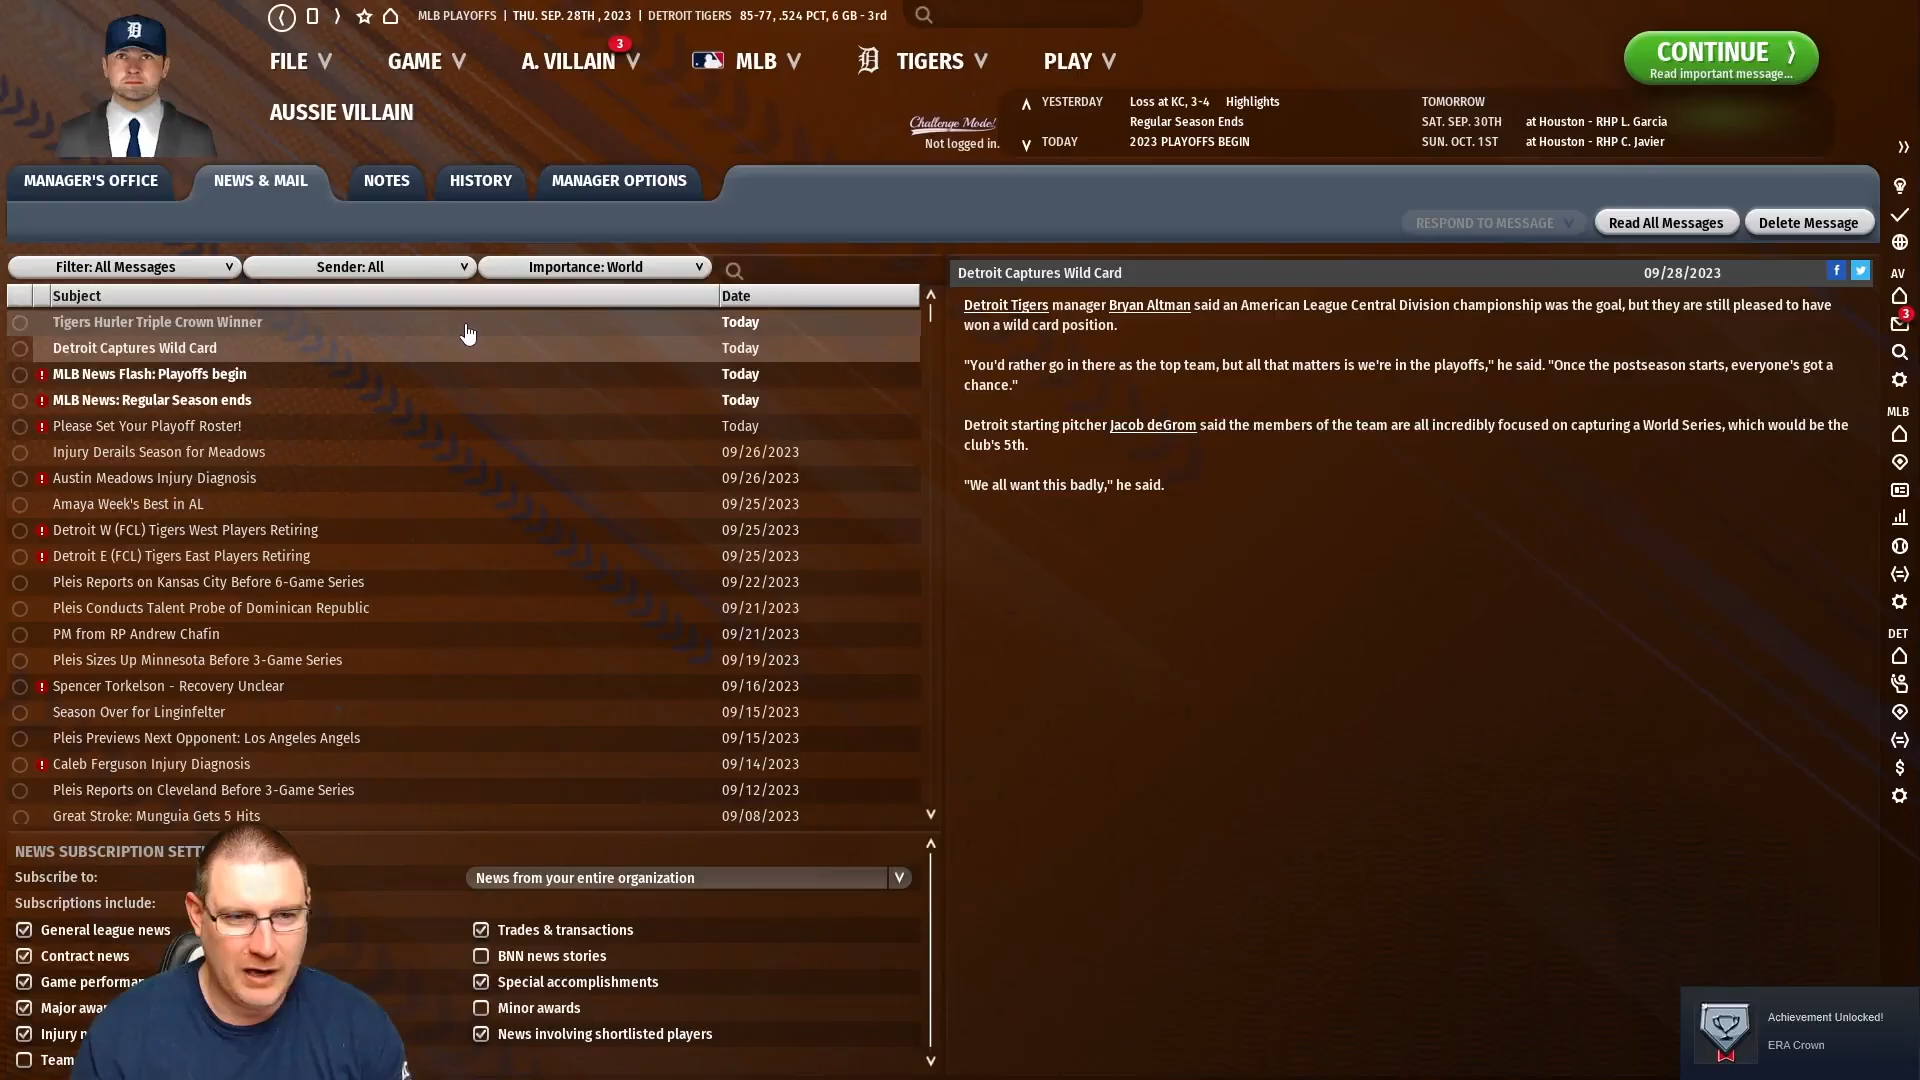 MLB PLAYOFFS | THU. SEP. 28TH , 2023 | DETROIT TIGERS 85-77, .524 PCT, 6 GB - 3rd
FILE GAME A. VILLAIN 3 MLB TIGERS PLAY
CONTINUE
Read important message...
AUSSIE VILLAIN
Challenge Mode!
Not logged in.
YESTERDAY Loss at KC, 3-4 Highlights
Regular Season Ends
TODAY 2023 PLAYOFFS BEGIN
TOMORROW
SAT. SEP. 30TH at Houston - RHP L. Garcia
SUN. OCT. 1ST at Houston - RHP C. Javier
MANAGER'S OFFICE NEWS & MAIL NOTES HISTORY MANAGER OPTIONS
RESPOND TO MESSAGE Read All Messages Delete Message
Filter: All Messages Sender: All Importance: World
Subject Date
Tigers Hurler Triple Crown Winner Today
Detroit Captures Wild Card Today
! MLB News Flash: Playoffs begin Today
! MLB News: Regular Season ends Today
! Please Set Your Playoff Roster! Today
Injury Derails Season for Meadows 09/26/2023
! Austin Meadows Injury Diagnosis 09/26/2023
Amaya Week's Best in AL 09/25/2023
! Detroit W (FCL) Tigers West Players Retiring 09/25/2023
! Detroit E (FCL) Tigers East Players Retiring 09/25/2023
Pleis Reports on Kansas City Before 6-Game Series 09/22/2023
Pleis Conducts Talent Probe of Dominican Republic 09/21/2023
PM from RP Andrew Chafin 09/21/2023
Pleis Sizes Up Minnesota Before 3-Game Series 09/19/2023
! Spencer Torkelson - Recovery Unclear 09/16/2023
Season Over for Linginfelter 09/15/2023
Pleis Previews Next Opponent: Los Angeles Angels 09/15/2023
! Caleb Ferguson Injury Diagnosis 09/14/2023
Pleis Reports on Cleveland Before 3-Game Series 09/12/2023
Great Stroke: Munguia Gets 5 Hits 09/08/2023
Detroit Captures Wild Card 09/28/2023
Detroit Tigers manager Bryan Altman said an American League Central Division championship was the goal, but they are still pleased to have
won a wild card position.
"You'd rather go in there as the top team, but all that matters is we're in the playoffs," he said. "Once the postseason starts, everyone's got a
chance."
Detroit starting pitcher Jacob deGrom said the members of the team are all incredibly focused on capturing a World Series, which would be the
club's 5th.
"We all want this badly," he said.
AV
3
MLB
DET
$
NEWS SUBSCRIPTION SETT
Subscribe to: News from your entire organization
Subscriptions include:
General league news Trades & transactions
Contract news BNN news stories
Game performa Special accomplishments
Major awa Minor awards
Injury n News involving shortlisted players
Team
Achievement Unlocked!
ERA Crown